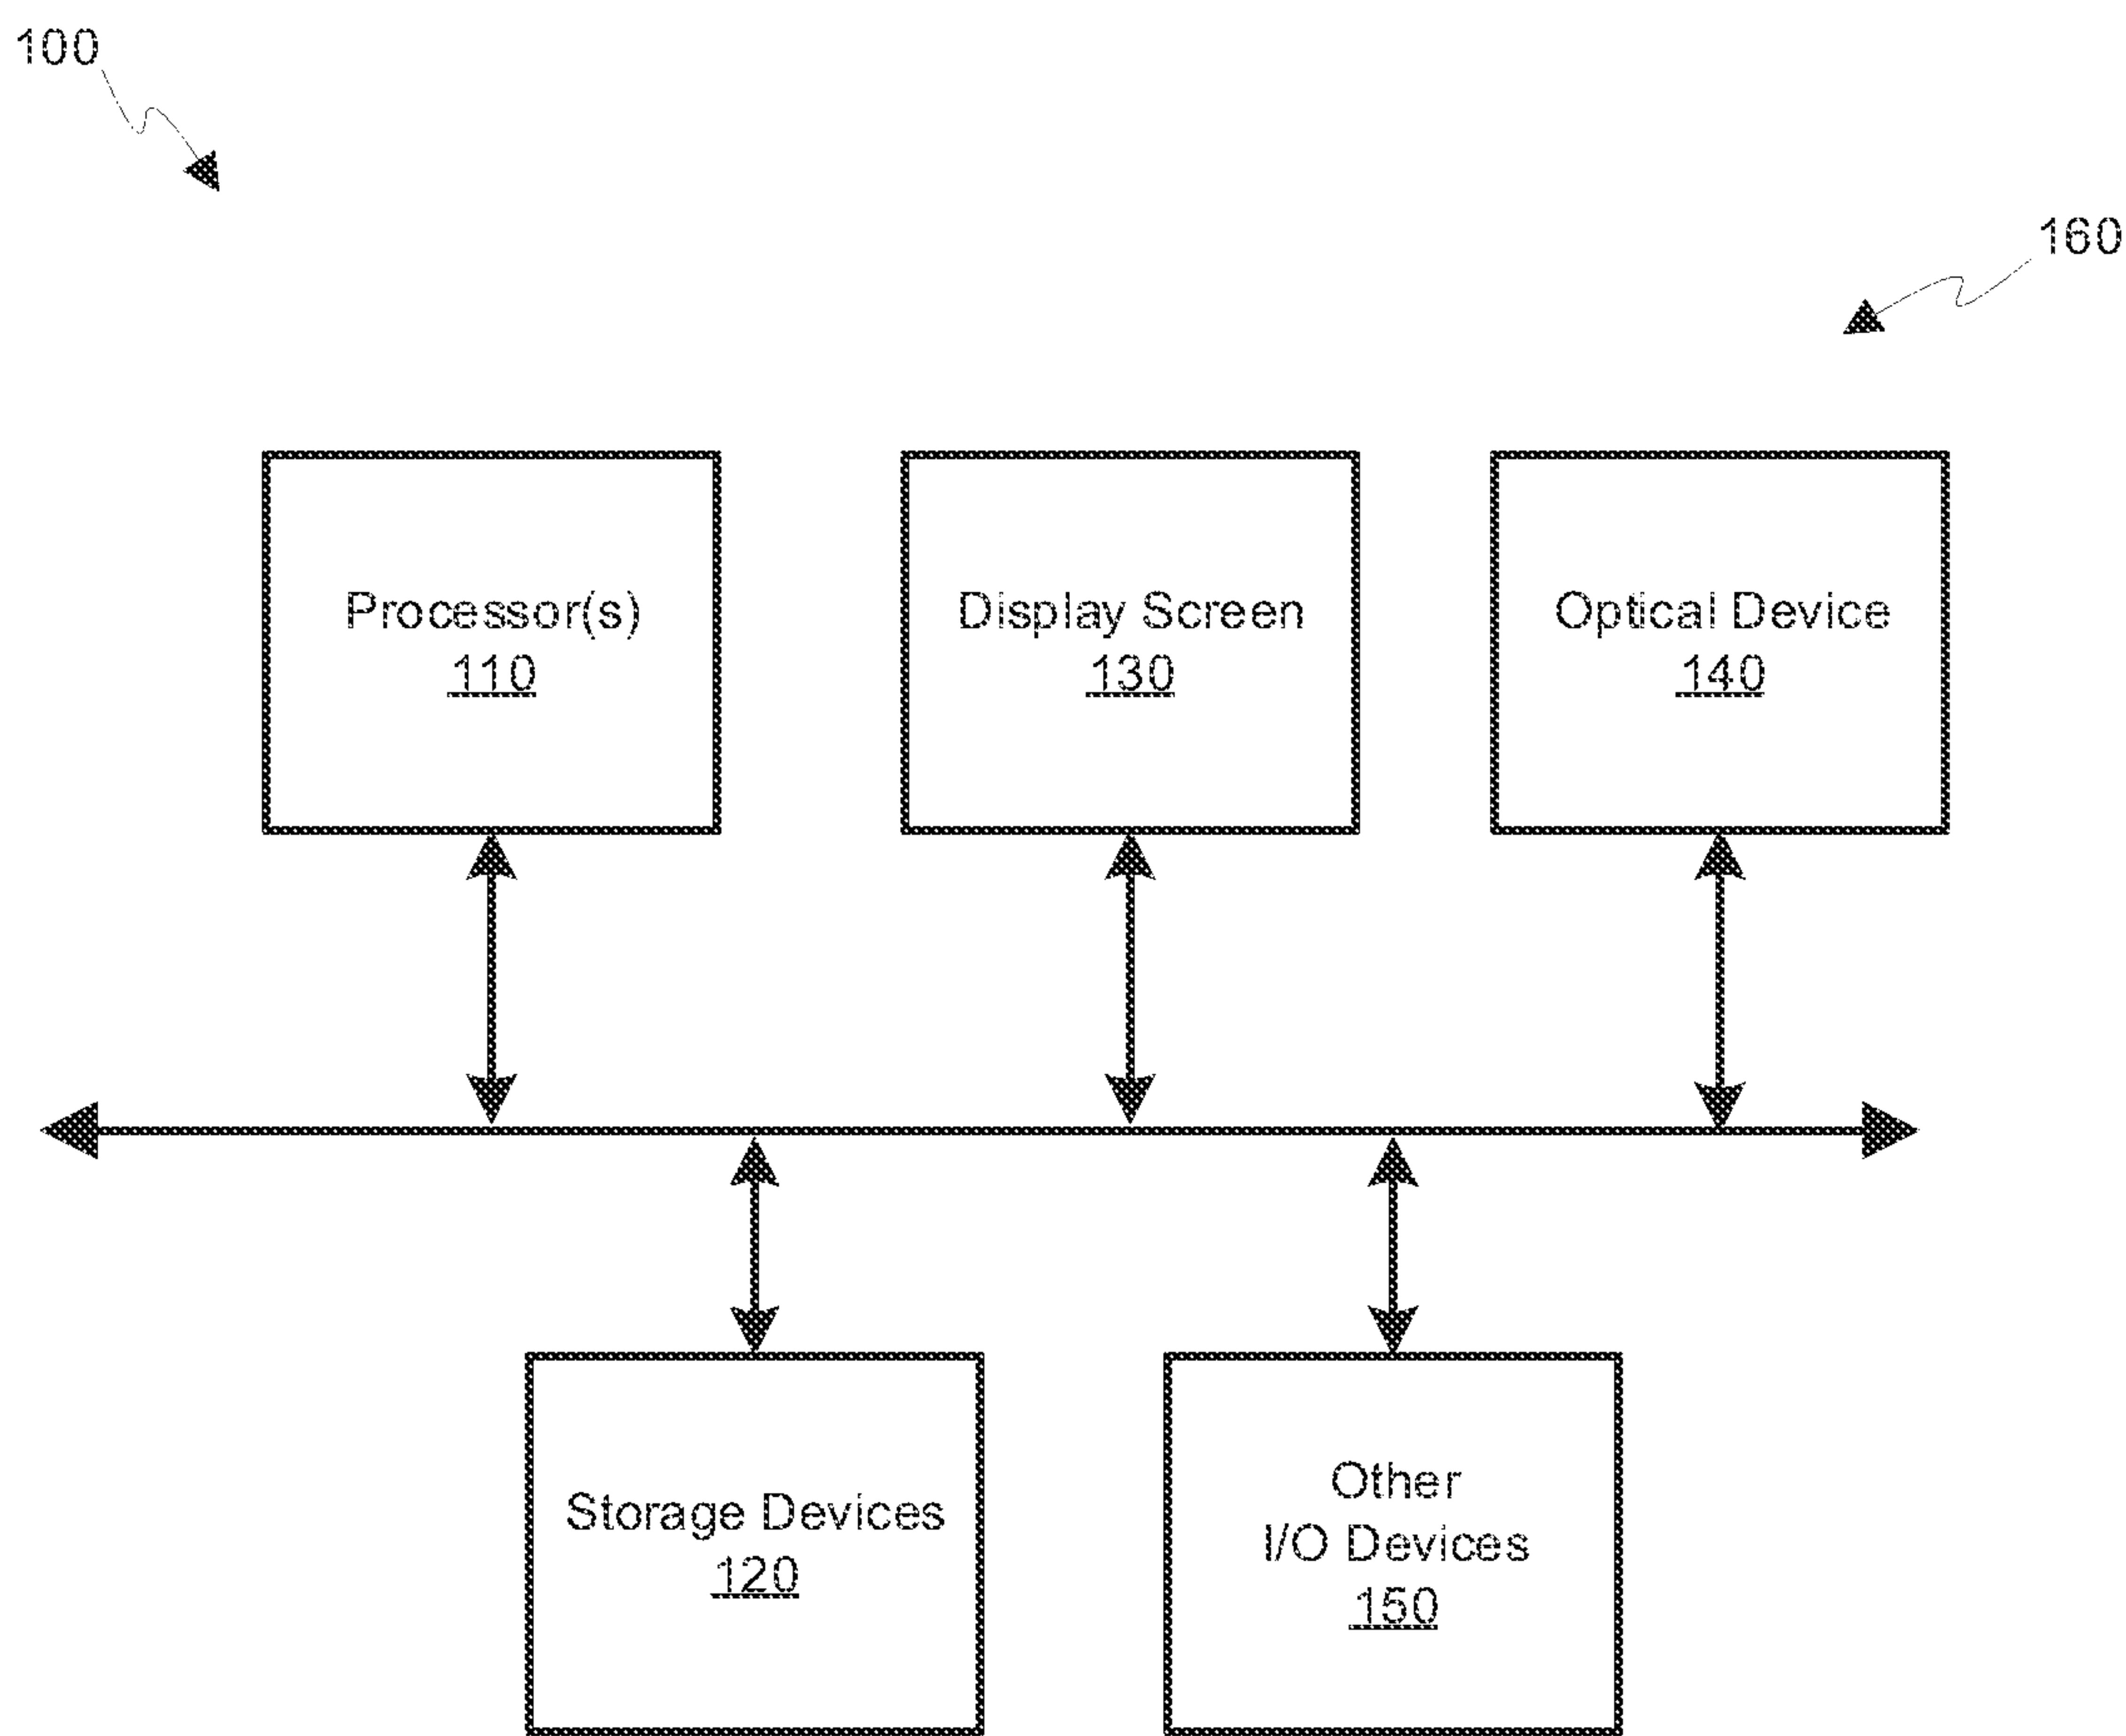 100
160
Processor(s)
110
Display Screen
130
Optical Device
140
Storage Devices
120
Other
I/O Devices
150